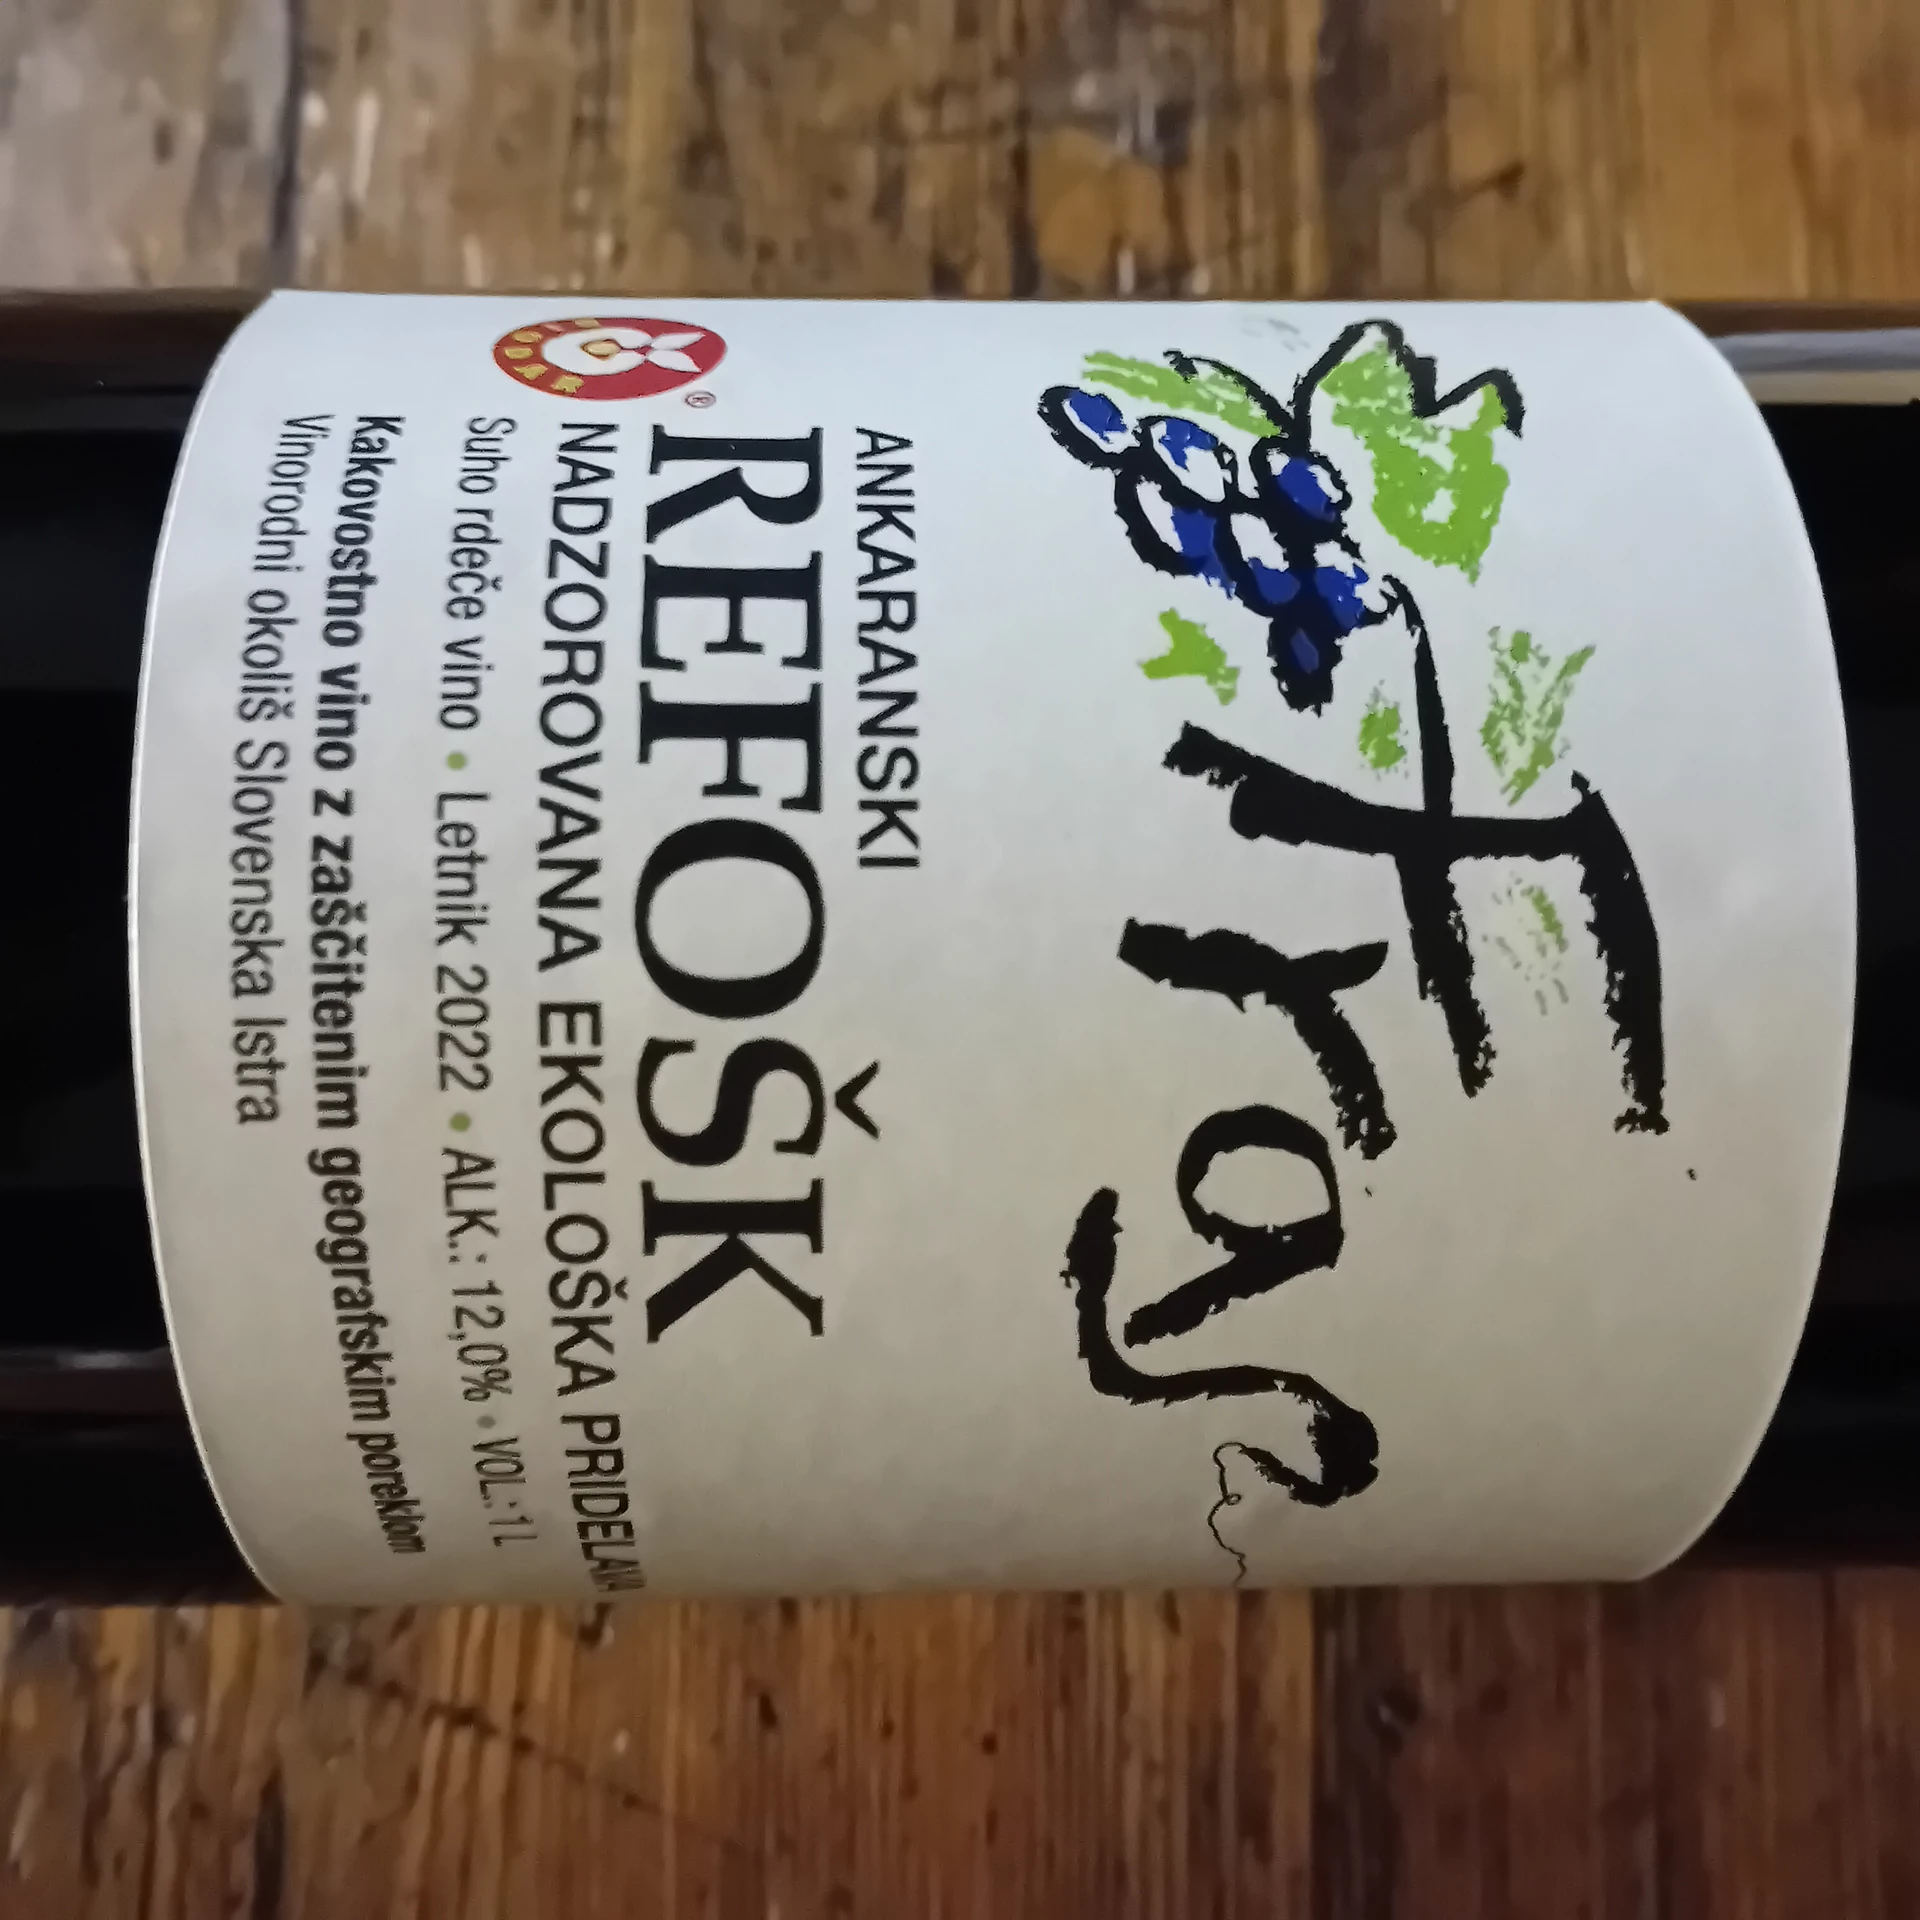 Fras
ANKARANSKI
REFOŠK
NADZOROVANA EKOLOŠKA PRIDELAVA
Suho rdeče vino • Letnik 2022 • ALK.: 12,0% • VOL.: 1L
Kakovostno vino z zaščitenim geografskim poreklom
Vinorodni okoliš Slovenska Istra